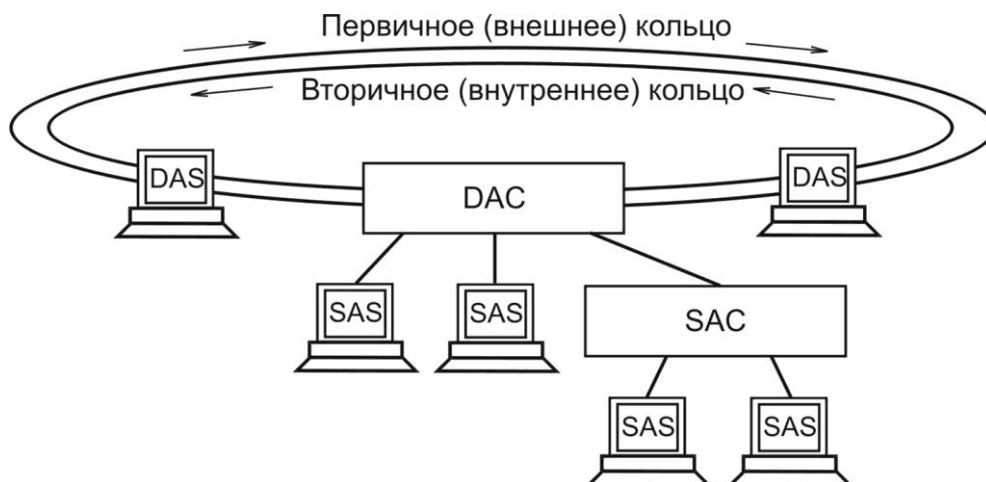 Первичное (внешнее) кольцо
Вторичное (внутреннее) кольцо
DAS
DAC
DAS
SAS
SAS
SAC
SAS
SAS